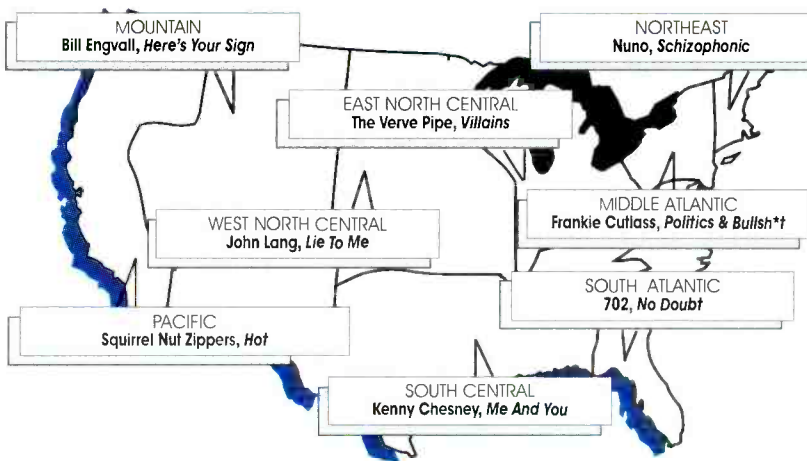 MOUNTAIN
Bill Engvall, Here's Your Sign
NORTHEAST
Nuno, Schizophonic
EAST NORTH CENTRAL
The Verve Pipe, Villains
WEST NORTH CENTRAL
John Lang, Lie To Me
MIDDLE ATLANTIC
Frankie Cutlass, Politics & Bullsh*t
SOUTH ATLANTIC
702, No Doubt
PACIFIC
Squirrel Nut Zippers, Hot
SOUTH CENTRAL
Kenny Chesney, Me And You